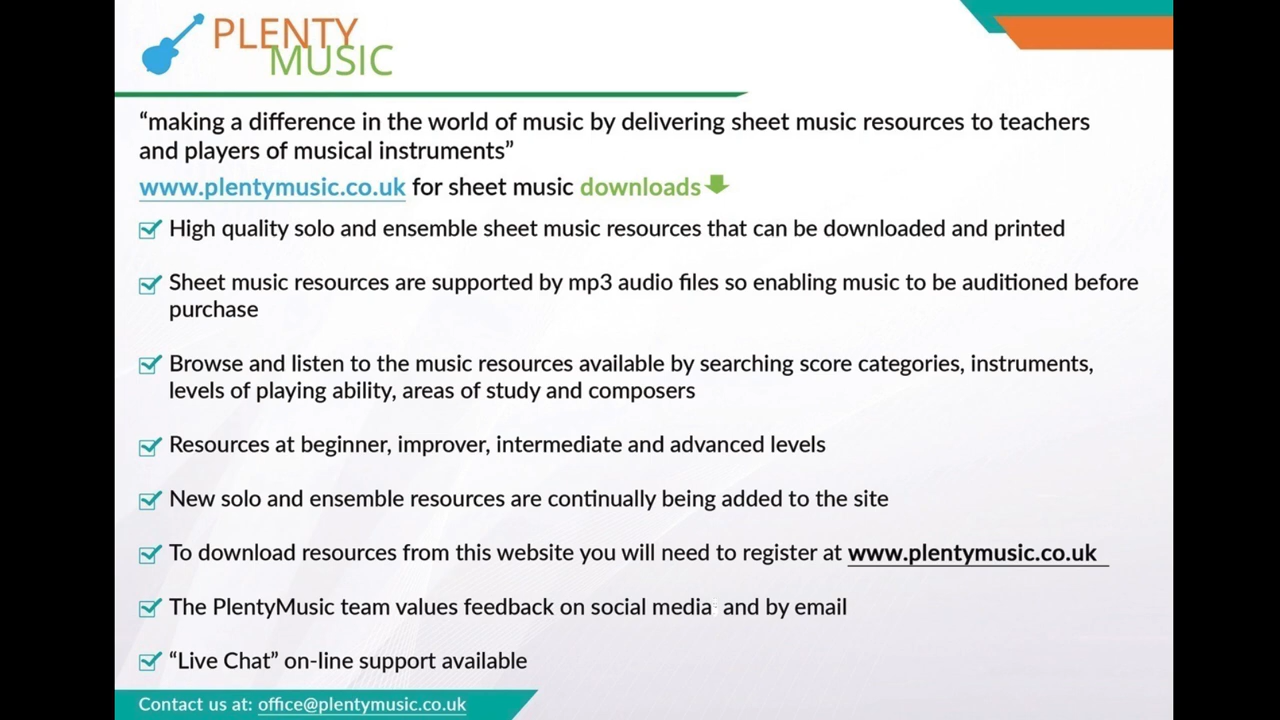 PLENTY
MUSIC
“making a difference in the world of music by delivering sheet music resources to teachers
and players of musical instruments”
www.plentymusic.co.uk for sheet music downloads
High quality solo and ensemble sheet music resources that can be downloaded and printed
Sheet music resources are supported by mp3 audio files so enabling music to be auditioned before
purchase
Browse and listen to the music resources available by searching score categories, instruments,
levels of playing ability, areas of study and composers
Resources at beginner, improver, intermediate and advanced levels
New solo and ensemble resources are continually being added to the site
To download resources from this website you will need to register at www.plentymusic.co.uk
The PlentyMusic team values feedback on social media and by email
“Live Chat” on-line support available
Contact us at: office@plentymusic.co.uk